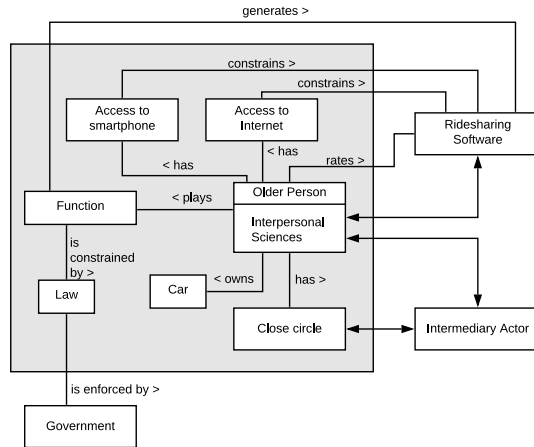 generates >
constrains >
constrains >
Access to
smartphone
Access to
Internet
Ridesharing
Software
< has
< has
rates >
Older Person
< plays
Function
Interpersonal
Sciences
is
constrained
by >
< owns
has >
Law
Car
Close circle
Intermediary Actor
is enforced by >
Government